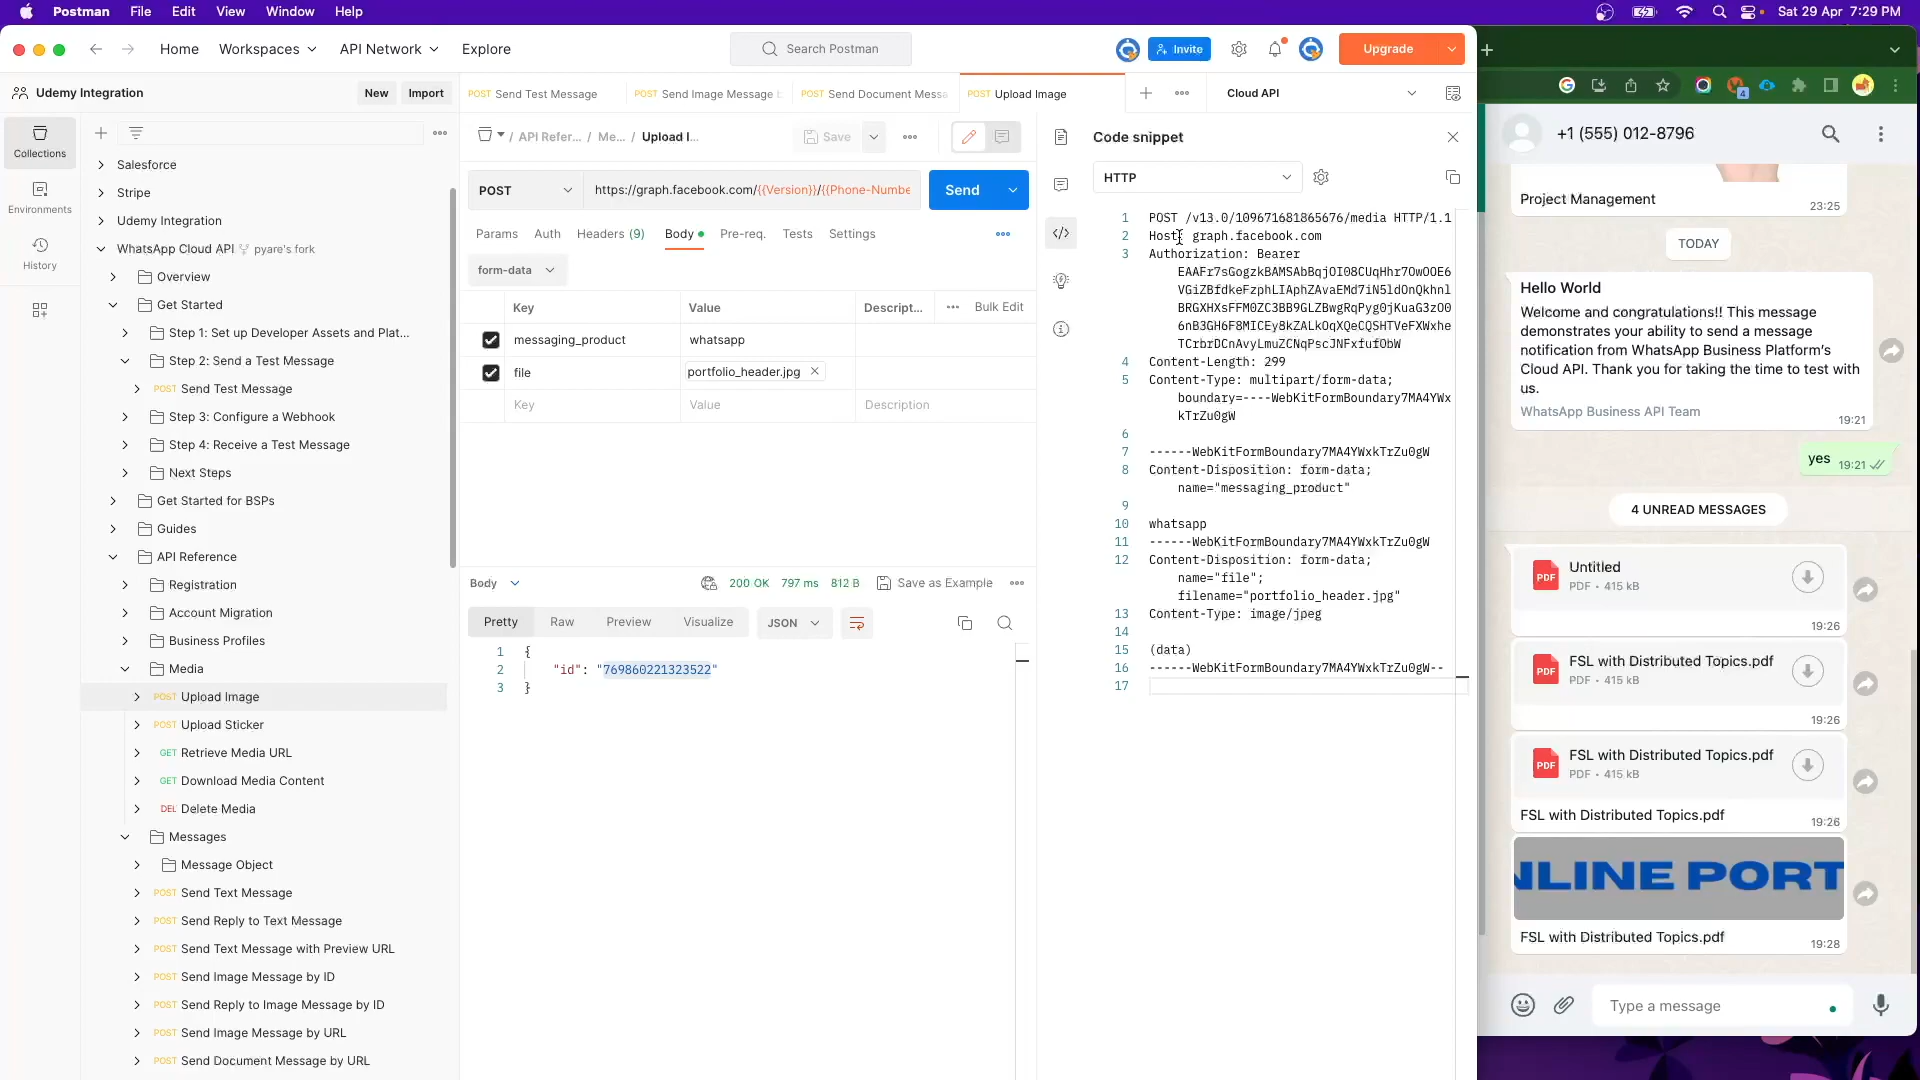 Postman File Edit View Window Help
Sat 29 Apr 7:29 PM
Home Workspaces API Network Explore
Search Postman
Invite
Upgrade
Udemy Integration
New Import
POST Send Test Message
POST Send Image Message b
POST Send Document Messa
POST Upload Image
Cloud API
Collections
Environments
History
Salesforce
Stripe
Udemy Integration
WhatsApp Cloud API pyare's fork
Overview
Get Started
Step 1: Set up Developer Assets and Plat...
Step 2: Send a Test Message
POST Send Test Message
Step 3: Configure a Webhook
Step 4: Receive a Test Message
Next Steps
Get Started for BSPs
Guides
API Reference
Registration
Account Migration
Business Profiles
Media
POST Upload Image
POST Upload Sticker
GET Retrieve Media URL
GET Download Media Content
DEL Delete Media
Messages
Message Object
POST Send Text Message
POST Send Reply to Text Message
POST Send Text Message with Preview URL
POST Send Image Message by ID
POST Send Reply to Image Message by ID
POST Send Image Message by URL
POST Send Document Message by URL
/ API Refer... / Me... / Upload I...
Save
POST
https://graph.facebook.com/{{Version}}/{{Phone-Numbe
Send
Params Auth Headers (9) Body Pre-req. Tests Settings
form-data
Key Value Descript... Bulk Edit
messaging_product whatsapp
file portfolio_header.jpg
Key Value Description
Body
200 OK 797 ms 812 B
Save as Example
Pretty Raw Preview Visualize JSON
1 {
2 "id": "769860221323522"
3 }
Code snippet
HTTP
1 POST /v13.0/109671681865676/media HTTP/1.1
2 Host: graph.facebook.com
3 Authorization: Bearer
4 Content-Length: 299
5 Content-Type: multipart/form-data;
boundary=----WebKitFormBoundary7MA4YWx
kTrZu0gW
6
7 ------WebKitFormBoundary7MA4YWxkTrZu0gW
8 Content-Disposition: form-data;
name="messaging_product"
9
10 whatsapp
11 ------WebKitFormBoundary7MA4YWxkTrZu0gW
12 Content-Disposition: form-data;
name="file";
filename="portfolio_header.jpg"
13 Content-Type: image/jpeg
14
15 (data)
16 ------WebKitFormBoundary7MA4YWxkTrZu0gW--
17
4
+1 (555) 012-8796
Project Management
23:25
TODAY
Hello World
Welcome and congratulations!! This message
demonstrates your ability to send a message
notification from WhatsApp Business Platform's
Cloud API. Thank you for taking the time to test with
us.
WhatsApp Business API Team
19:21
yes 19:21
4 UNREAD MESSAGES
PDF
Untitled
PDF • 415 kB
19:26
PDF
FSL with Distributed Topics.pdf
PDF • 415 kB
19:26
PDF
FSL with Distributed Topics.pdf
PDF • 415 kB
FSL with Distributed Topics.pdf
19:26
NLINE PORT
FSL with Distributed Topics.pdf
19:28
Type a message